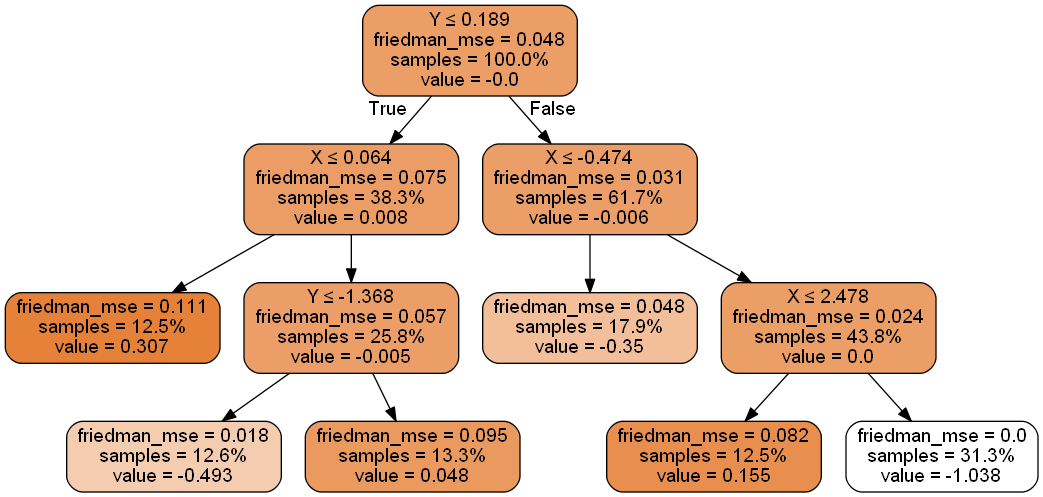 Y ≤ 0.189
friedman_mse = 0.048
samples = 100.0%
value = -0.0
True
False
X ≤ 0.064
friedman_mse = 0.075
samples = 38.3%
value = 0.008
X ≤ -0.474
friedman_mse = 0.031
samples = 61.7%
value = -0.006
friedman_mse = 0.111
samples = 12.5%
value = 0.307
Y ≤ -1.368
friedman_mse = 0.057
samples = 25.8%
value = -0.005
friedman_mse = 0.048
samples = 17.9%
value = -0.35
X ≤ 2.478
friedman_mse = 0.024
samples = 43.8%
value = 0.0
friedman_mse = 0.018
samples = 12.6%
value = -0.493
friedman_mse = 0.095
samples = 13.3%
value = 0.048
friedman_mse = 0.082
samples = 12.5%
value = 0.155
friedman_mse = 0.0
samples = 31.3%
value = -1.038